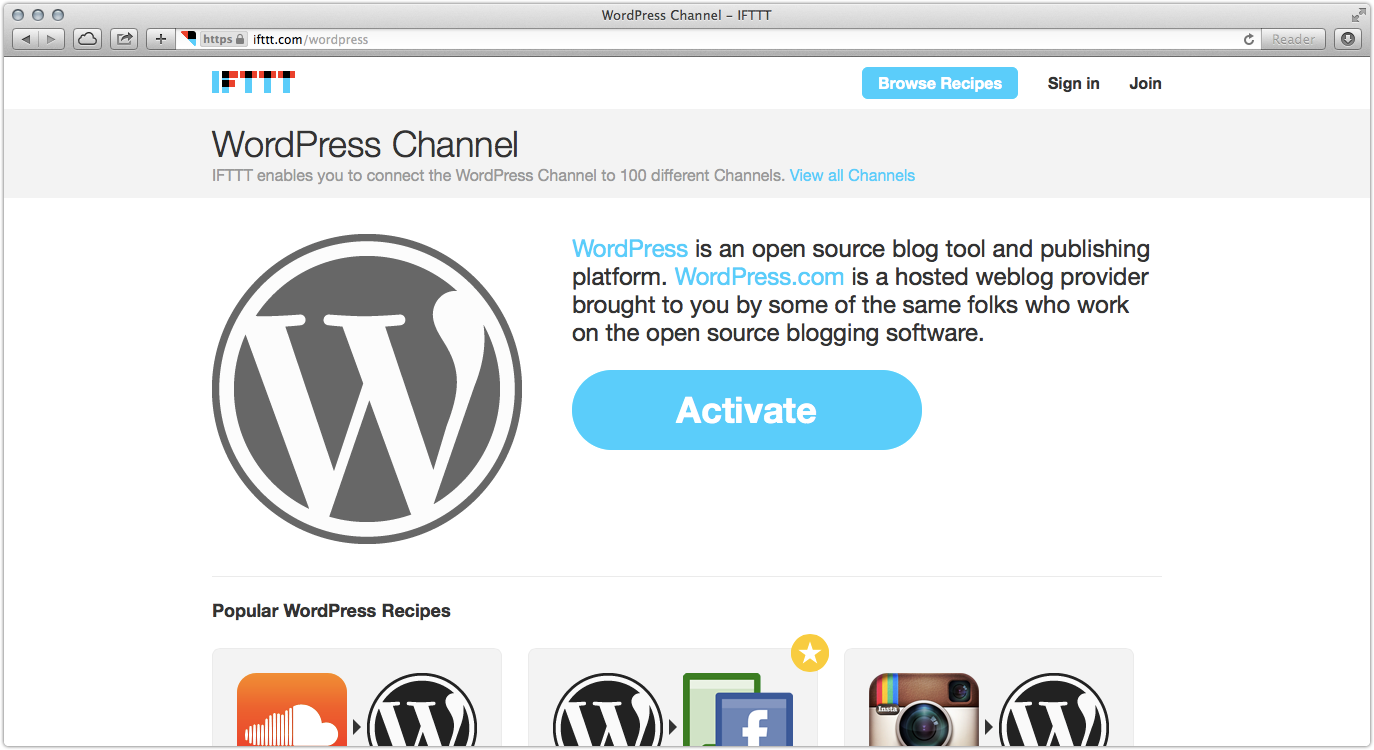 WordPress Channel – IFTTT
https ifttt.com/wordpress
Reader
IFTTT
Browse Recipes
Sign in
Join
WordPress Channel
IFTTT enables you to connect the WordPress Channel to 100 different Channels. View all Channels
WordPress is an open source blog tool and publishing
platform. WordPress.com is a hosted weblog provider
brought to you by some of the same folks who work
on the open source blogging software.
Activate
Popular WordPress Recipes
Insta